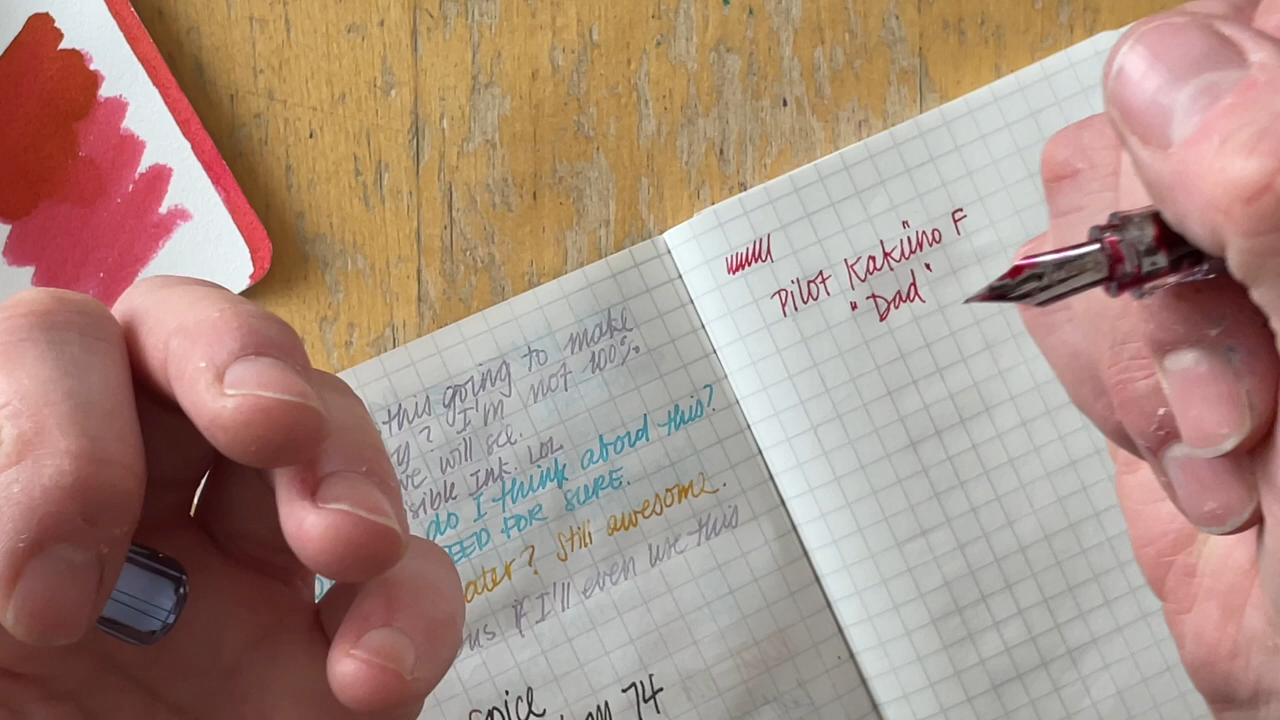 this going to make
y? I'm not 100%
we will see.
sible Ink. LOL
do I think about this?
EED FOR SURE.
ater? Still awesome.
us if I'll even use this
spice
74
Pilot Kaküno F
"Dad"